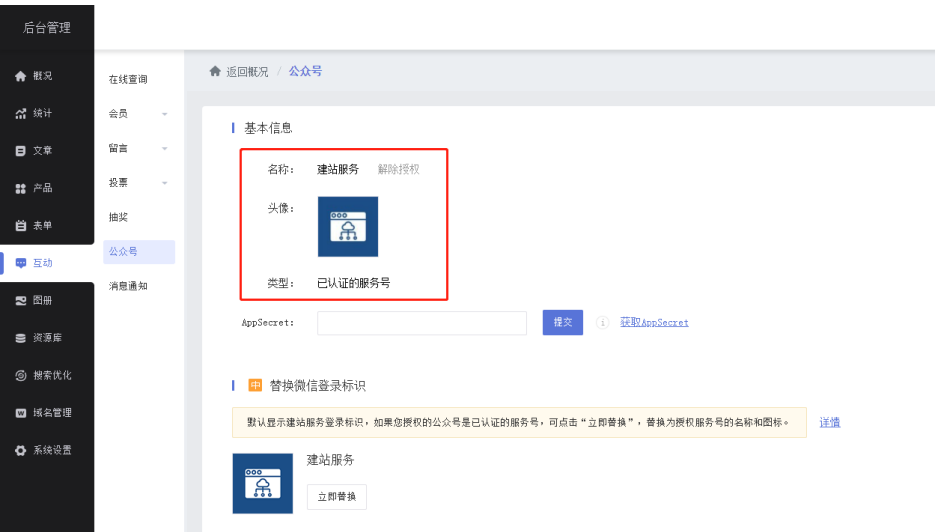 后台管理
概况
统计
文章
产品
表单
互动
图册
资源库
搜索优化
域名管理
系统设置
在线查询
会员
留言
投票
抽奖
公众号
消息通知
返回概况 / 公众号
基本信息
名称： 建站服务 解除授权
头像：
类型： 已认证的服务号
AppSecret: 提交 获取AppSecret
中 替换微信登录标识
默认显示建站服务登录标识，如果您授权的公众号是已认证的服务号，可点击“立即替换”，替换为授权服务号的名称和图标。 详情
建站服务
立即替换